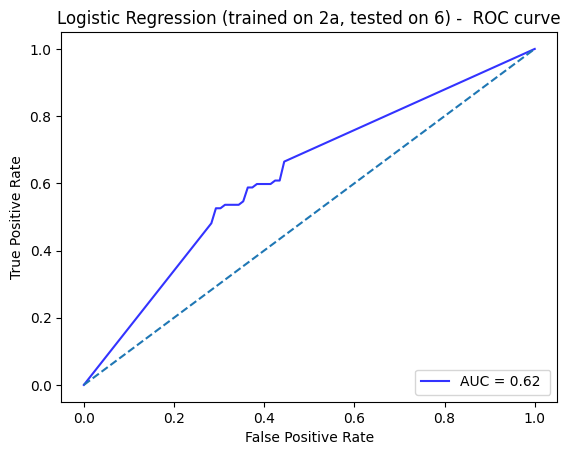 Logistic Regression (trained on 2a, tested on 6) -  ROC curve
1.0
0.8
0.6
0.4
0.2
0.0
True Positive Rate
AUC = 0.62
0.0 0.2 0.4 0.6 0.8 1.0
False Positive Rate